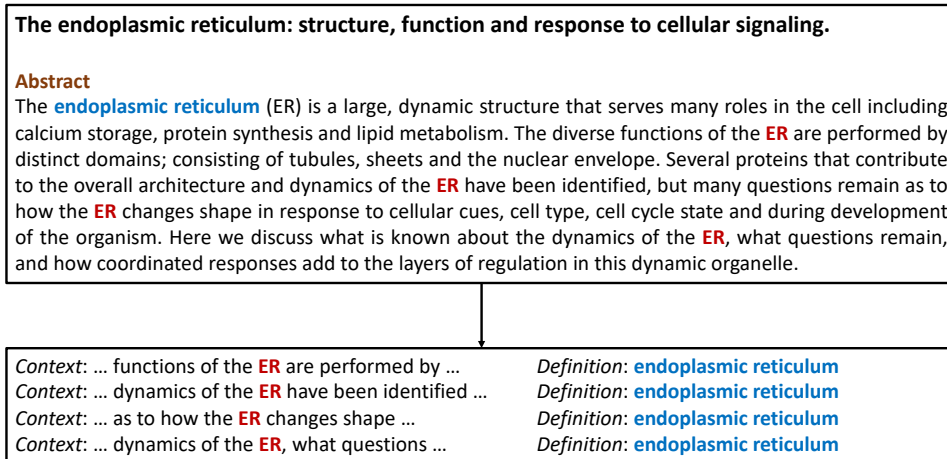 The endoplasmic reticulum: structure, function and response to cellular signaling.
Abstract
The endoplasmic reticulum (ER) is a large, dynamic structure that serves many roles in the cell including
calcium storage, protein synthesis and lipid metabolism. The diverse functions of the ER are performed by
distinct domains; consisting of tubules, sheets and the nuclear envelope. Several proteins that contribute
to the overall architecture and dynamics of the ER have been identified, but many questions remain as to
how the ER changes shape in response to cellular cues, cell type, cell cycle state and during development
of the organism. Here we discuss what is known about the dynamics of the ER, what questions remain,
and how coordinated responses add to the layers of regulation in this dynamic organelle.
Context: ... functions of the ER are performed by ... Definition: endoplasmic reticulum
Context: ... dynamics of the ER have been identified ... Definition: endoplasmic reticulum
Context: ... as to how the ER changes shape ... Definition: endoplasmic reticulum
Context: ... dynamics of the ER, what questions ... Definition: endoplasmic reticulum